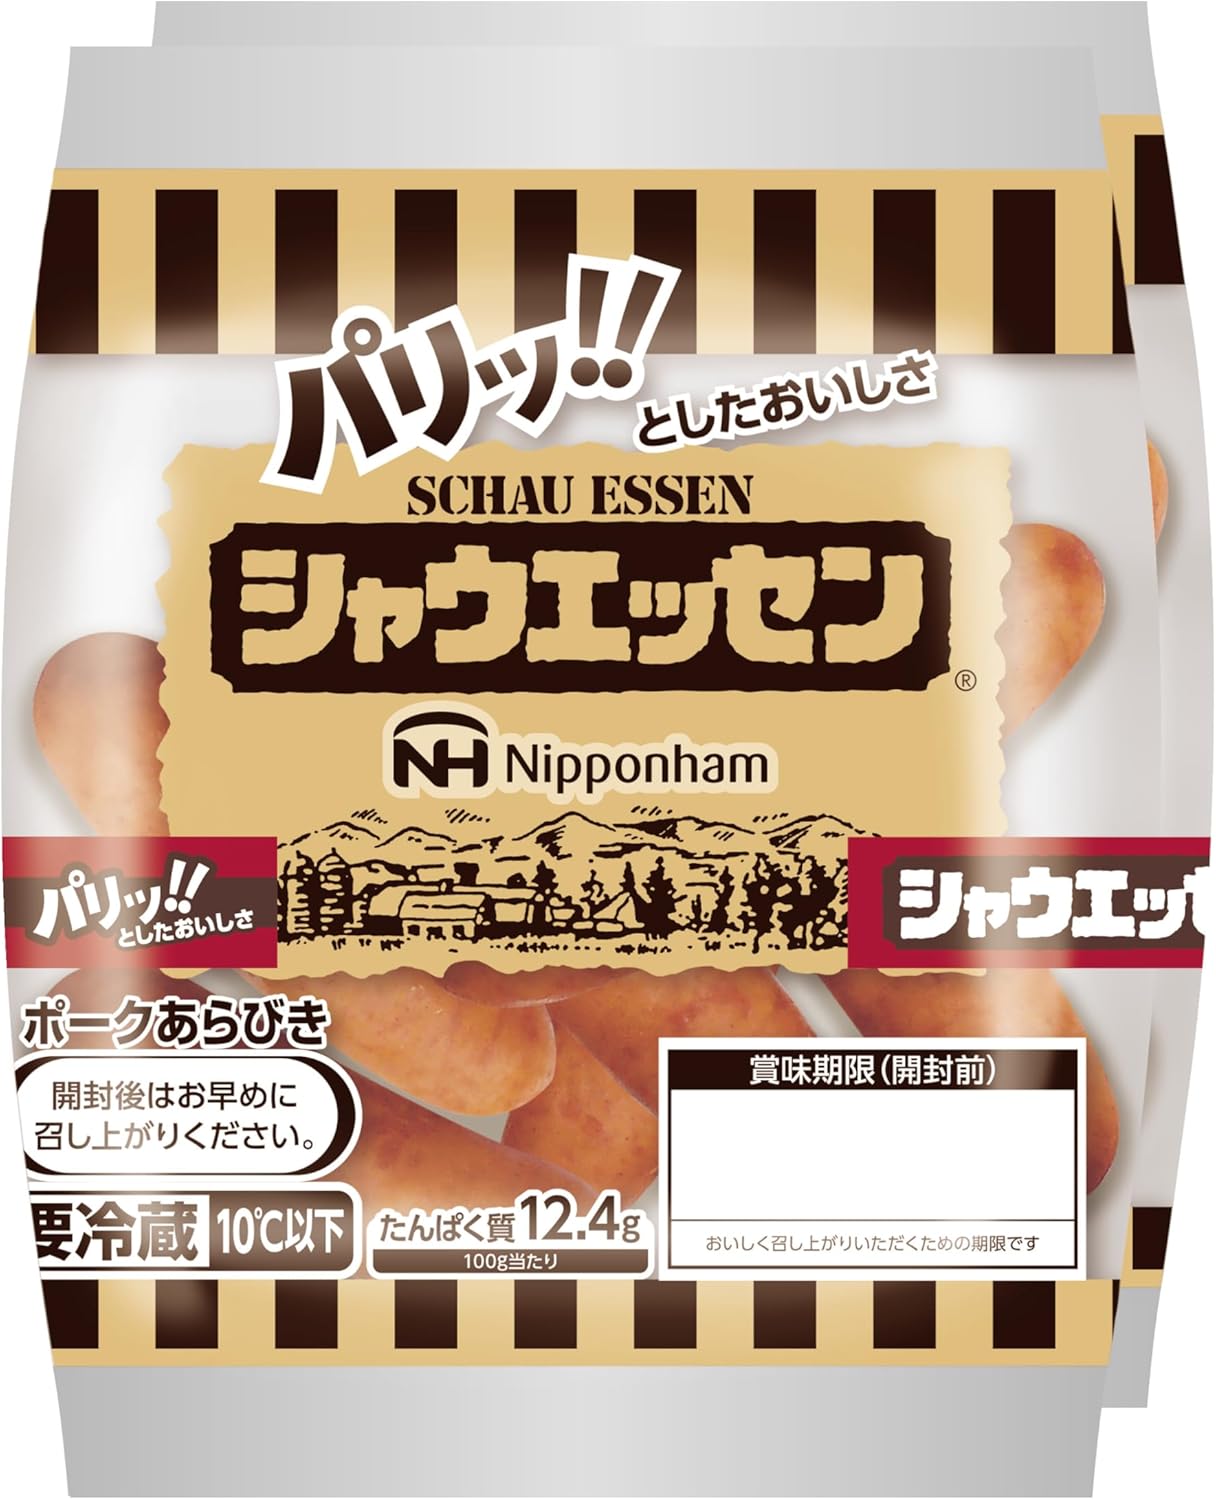 パリッ!!
としたおいしさ
SCHAU ESSEN
シャウエッセン
®
NH Nipponham
パリッ!!
としたおいしさ
シャウエッセ
ポークあらびき
開封後はお早めに
召し上がりください。
要冷蔵 10℃以下
たんぱく質12.4g
100g当たり
賞味期限(開封前)
おいしく召し上がりいただくための期限です